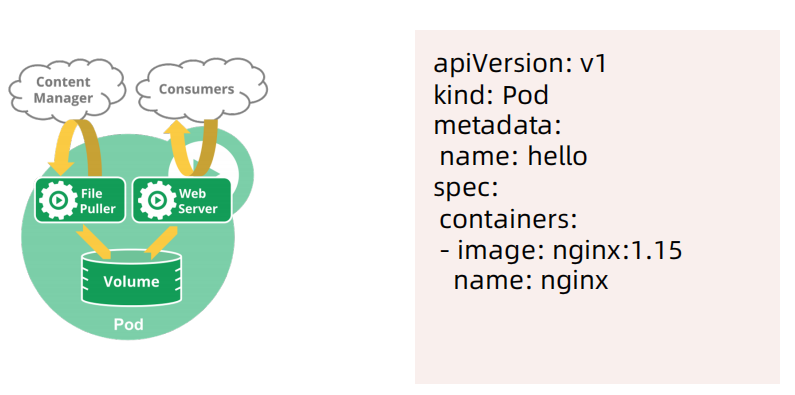 Content
Manager
Consumers
File
Puller
Web
Server
Volume
Pod
apiVersion: v1
kind: Pod
metadata:
 name: hello
spec:
 containers:
 - image: nginx:1.15
   name: nginx